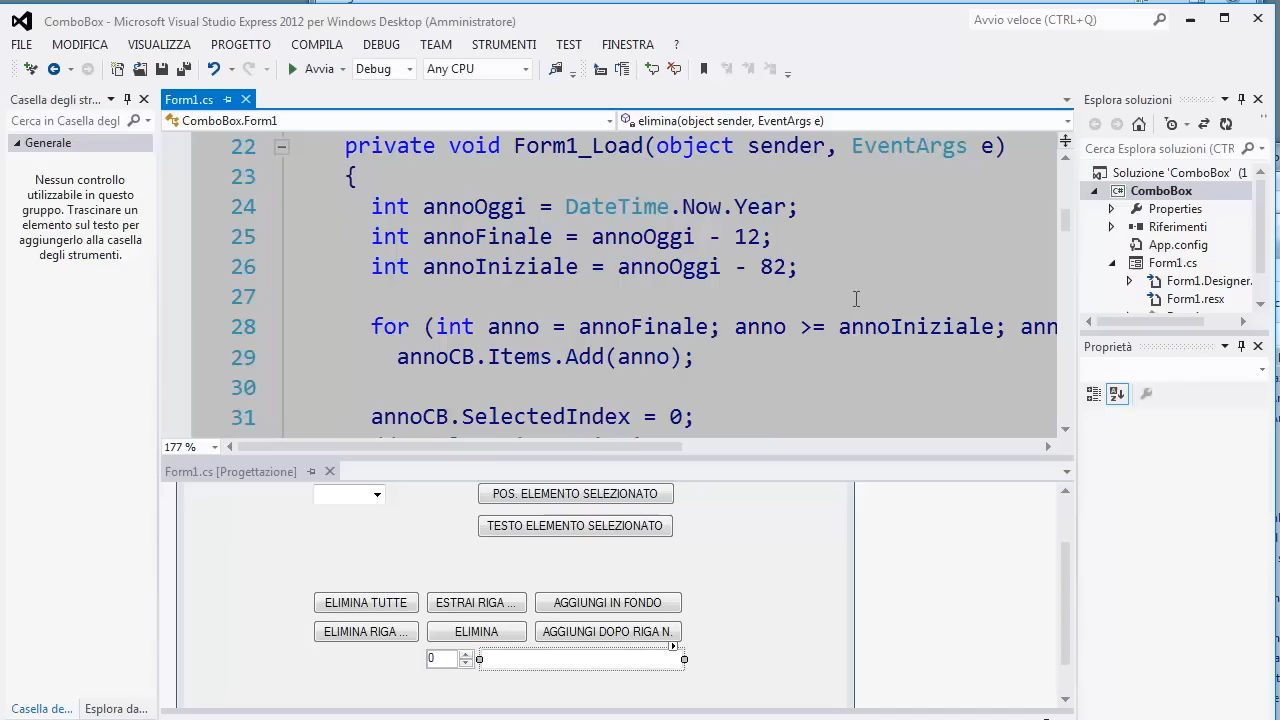 ComboBox - Microsoft Visual Studio Express 2012 per Windows Desktop (Amministratore)
Avvio veloce (CTRL+Q)
FILE MODIFICA VISUALIZZA PROGETTO COMPILA DEBUG TEAM STRUMENTI TEST FINESTRA ?
Avvia Debug Any CPU
Casella degli str...
Cerca in Casella degl
Generale
Nessun controllo
utilizzabile in questo
gruppo. Trascinare un
elemento sul testo per
aggiungerlo alla casella
degli strumenti.
Casella de... Esplora da...
Form1.cs
ComboBox.Form1 elimina(object sender, EventArgs e)
22 private void Form1_Load(object sender, EventArgs e)
23 {
24 int annoOggi = DateTime.Now.Year;
25 int annoFinale = annoOggi - 12;
26 int annoIniziale = annoOggi - 82;
27
28 for (int anno = annoFinale; anno >= annoIniziale; ann
29 annoCB.Items.Add(anno);
30
31 annoCB.SelectedIndex = 0;
177 %
Form1.cs [Progettazione]
POS. ELEMENTO SELEZIONATO
TESTO ELEMENTO SELEZIONATO
ELIMINA TUTTE ESTRAI RIGA ... AGGIUNGI IN FONDO
ELIMINA RIGA ... ELIMINA AGGIUNGI DOPO RIGA N.
0
Esplora soluzioni
Cerca Esplora soluzioni (CTR
Soluzione 'ComboBox' (1
C# ComboBox
Properties
Riferimenti
App.config
Form1.cs
Form1.Designer.
Form1.resx
Proprietà